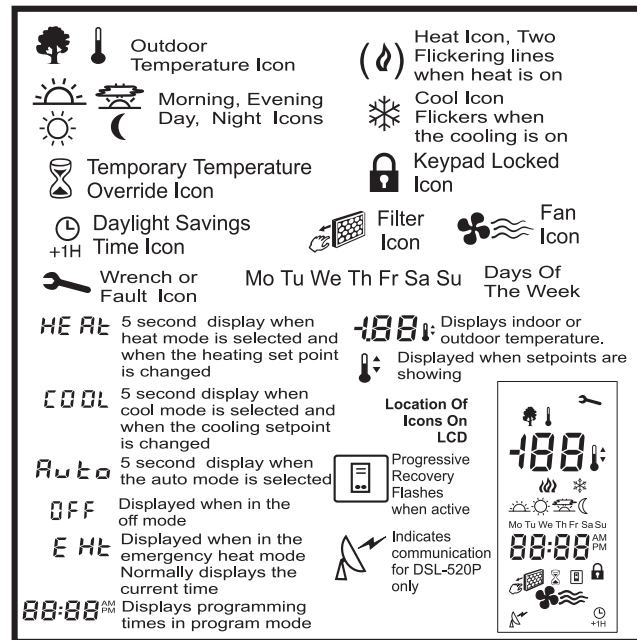 Outdoor
Temperature Icon
Heat Icon, Two
Flickering lines
when heat is on
Morning, Evening
Day, Night Icons
Cool Icon
Flickers when
the cooling is on
Temporary Temperature
Override Icon
Keypad Locked
Icon
+1H
Daylight Savings
Time Icon
Filter
Icon
Fan
Icon
Wrench or
Fault Icon
Mo Tu We Th Fr Sa Su
Days Of
The Week
HEAt
5 second display when
heat mode is selected and
when the heating set point
is changed
-188
Displays indoor or
outdoor temperature.
Displayed when setpoints are
showing
COOL
5 second display when
cool mode is selected and
when the cooling setpoint
is changed
Location Of
Icons On
LCD
Auto
5 second display when
the auto mode is selected
Progressive
Recovery
Flashes
when active
OFF
Displayed when in the
off mode
E Ht
Displayed when in the
emergency heat mode
Normally displays the
current time
Indicates
communication
for DSL-520P
only
88:88 AM PM
Displays programming
times in program mode
-188
Mo Tu We Th Fr Sa Su
88:88 AM PM
+1H